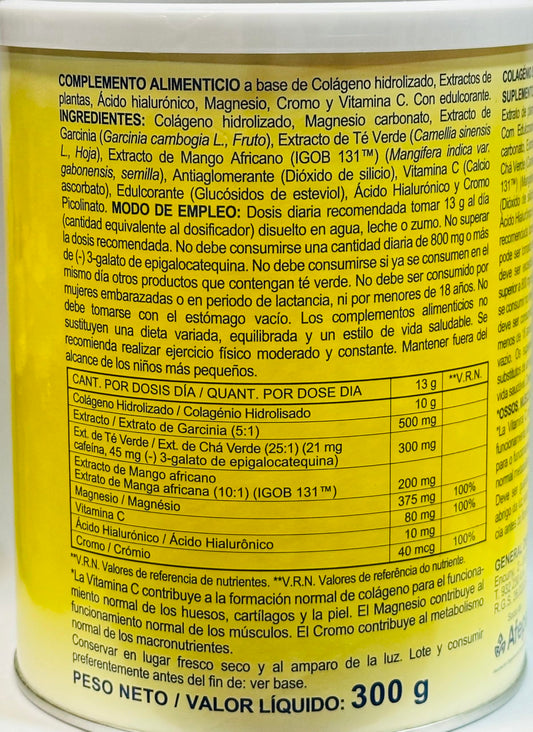 COMPLEMENTO ALIMENTICIO a base de Colágeno hidrolizado, Extractos de
plantas, Ácido hialurónico, Magnesio, Cromo y Vitamina C. Con edulcorante.
INGREDIENTES: Colágeno hidrolizado, Magnesio carbonato, Extracto de
Garcinia (Garcinia cambogia L., Fruto), Extracto de Té Verde (Camellia sinensis
L., Hoja), Extracto de Mango Africano (IGOB 131™) (Mangifera indica var.
gabonensis, semilla), Antiaglomerante (Dióxido de silicio), Vitamina C (Calcio
ascorbato), Edulcorante (Glucósidos de esteviol), Ácido Hialurónico y Cromo
Picolinato. MODO DE EMPLEO: Dosis diaria recomendada tomar 13 g al día
(cantidad equivalente al dosificador) disuelto en agua, leche o zumo. No superar
la dosis recomendada. No debe consumirse una cantidad diaria de 800 mg o más
de (-) 3-galato de epigalocatequina. No debe consumirse si ya se consumen en el
mismo día otros productos que contengan té verde. No debe ser consumido por
mujeres embarazadas o en periodo de lactancia, ni por menores de 18 años. No
debe tomarse con el estómago vacío. Los complementos alimenticios no
sustituyen una dieta variada, equilibrada y un estilo de vida saludable. Se
recomienda realizar ejercicio físico moderado y constante. Mantener fuera del
alcance de los niños más pequeños.
CANT. POR DOSIS DÍA / QUANT. POR DOSE DIA 13 g **V.R.N.
Colágeno Hidrolizado / Colagénio Hidrolisado 10 g
Extracto / Extrato de Garcinia (5:1) 500 mg
Ext. de Té Verde / Ext. de Chá Verde (25:1) (21 mg
cafeína, 45 mg (-) 3-galato de epigalocatequina) 300 mg
Extracto de Mango africano
Extrato de Manga africana (10:1) (IGOB 131™) 200 mg
Magnesio / Magnésio 375 mg 100%
Vitamina C 80 mg 100%
Ácido Hialurónico / Ácido Hialurônico 10 mg
Cromo / Crómio 40 mcg 100%
**V.R.N. Valores de referencia de nutrientes. **V.R.N. Valores de referência do nutriente.
*La Vitamina C contribuye a la formación normal de colágeno para el funciona-
miento normal de los huesos, cartílagos y la piel. El Magnesio contribuye al
funcionamiento normal de los músculos. El Cromo contribuye al metabolismo
normal de los macronutrientes.
Conservar en lugar fresco seco y al amparo de la luz. Lote y consumir
preferentemente antes del fin de: ver base.
PESO NETO / VALOR LÍQUIDO: 300 g